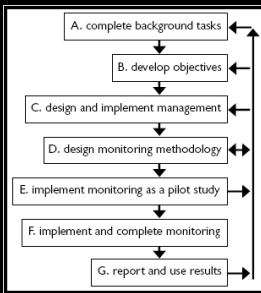 A. complete background tasks
B. develop objectives
C. design and implement management
D. design monitoring methodology
E. implement monitoring as a pilot study
F. implement and complete monitoring
G. report and use results